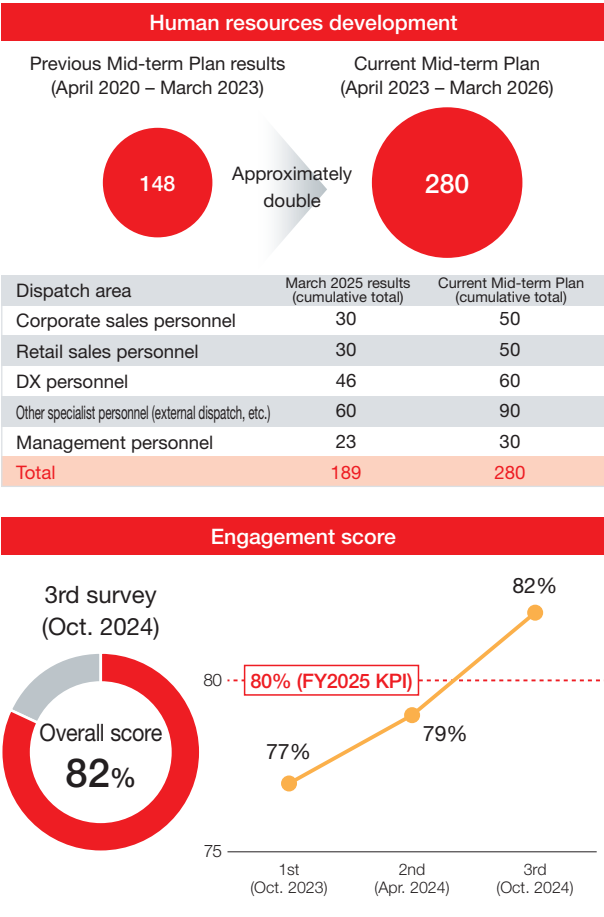 Human resources development
Previous Mid-term Plan results
(April 2020 – March 2023)
Current Mid-term Plan
(April 2023 – March 2026)
148
Approximately
double
280
Dispatch area
March 2025 results
(cumulative total)
Current Mid-term Plan
(cumulative total)
Corporate sales personnel 30 50
Retail sales personnel 30 50
DX personnel 46 60
Other specialist personnel (external dispatch, etc.) 60 90
Management personnel 23 30
Total 189 280
Engagement score
3rd survey
(Oct. 2024)
Overall score
82%
82%
80
80% (FY2025 KPI)
79%
77%
75
1st
(Oct. 2023)
2nd
(Apr. 2024)
3rd
(Oct. 2024)